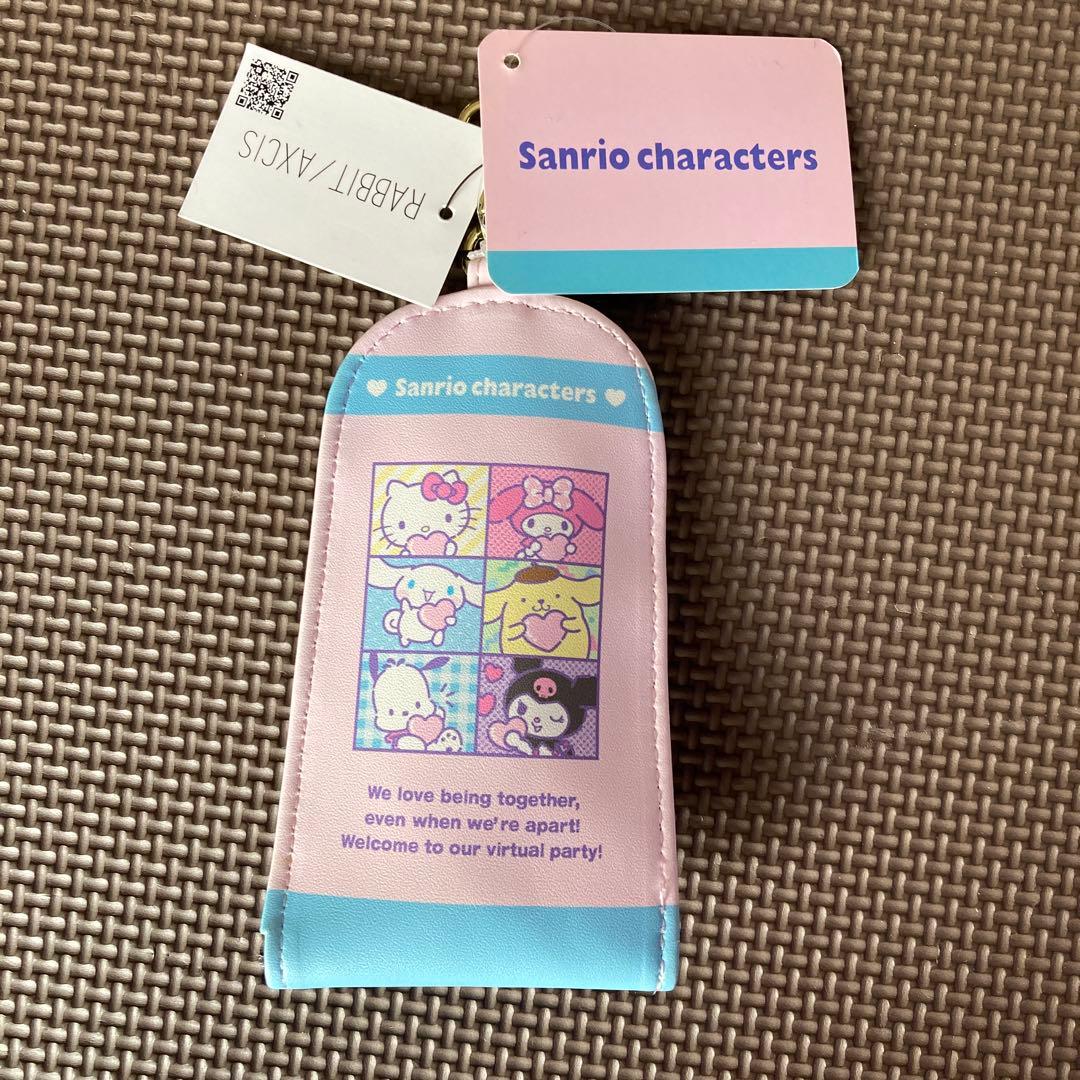 RABBIT/AXCIS
Sanrio characters
Sanrio characters
We love being together,
even when we're apart!
Welcome to our virtual party!